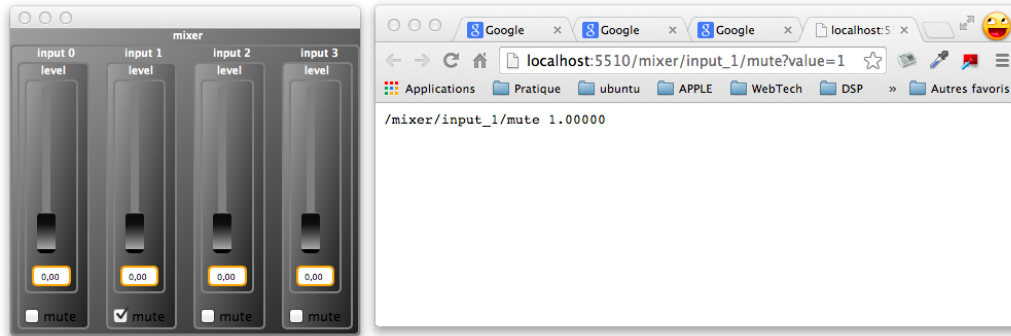 mixer
input 0
input 1
input 2
input 3
level
level
level
level
0,00
0,00
0,00
0,00
mute
mute
mute
mute
Google
Google
Google
localhost:5
localhost:5510/mixer/input_1/mute?value=1
Applications
Pratique
ubuntu
APPLE
WebTech
DSP
»
Autres favoris
/mixer/input_1/mute 1.00000